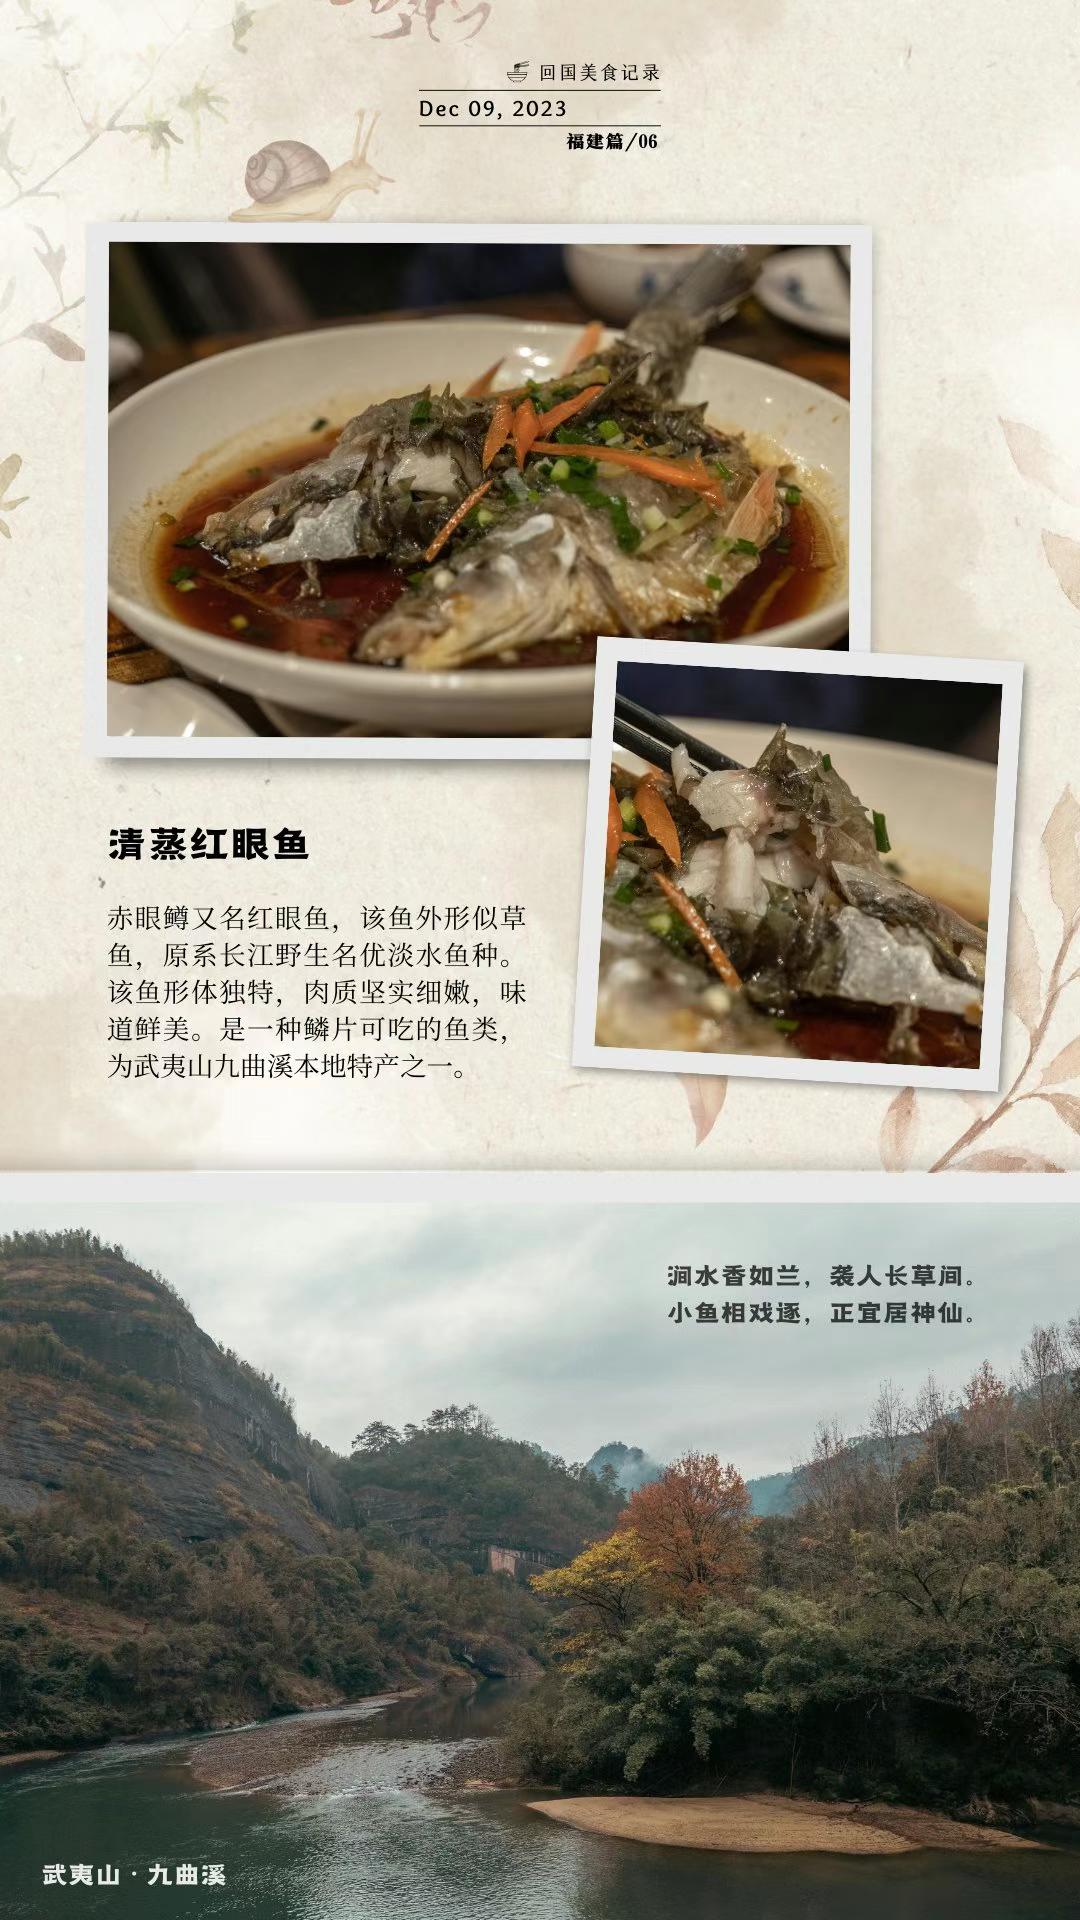 回国美食记录
Dec 09, 2023
福建篇/06
清蒸红眼鱼
赤眼鳟又名红眼鱼，该鱼外形似草
鱼，原系长江野生名优淡水鱼种。
该鱼形体独特，肉质坚实细嫩，味
道鲜美。是一种鳞片可吃的鱼类，
为武夷山九曲溪本地特产之一。
涧水香如兰，袭人长草间。
小鱼相戏逐，正宜居神仙。
武夷山·九曲溪